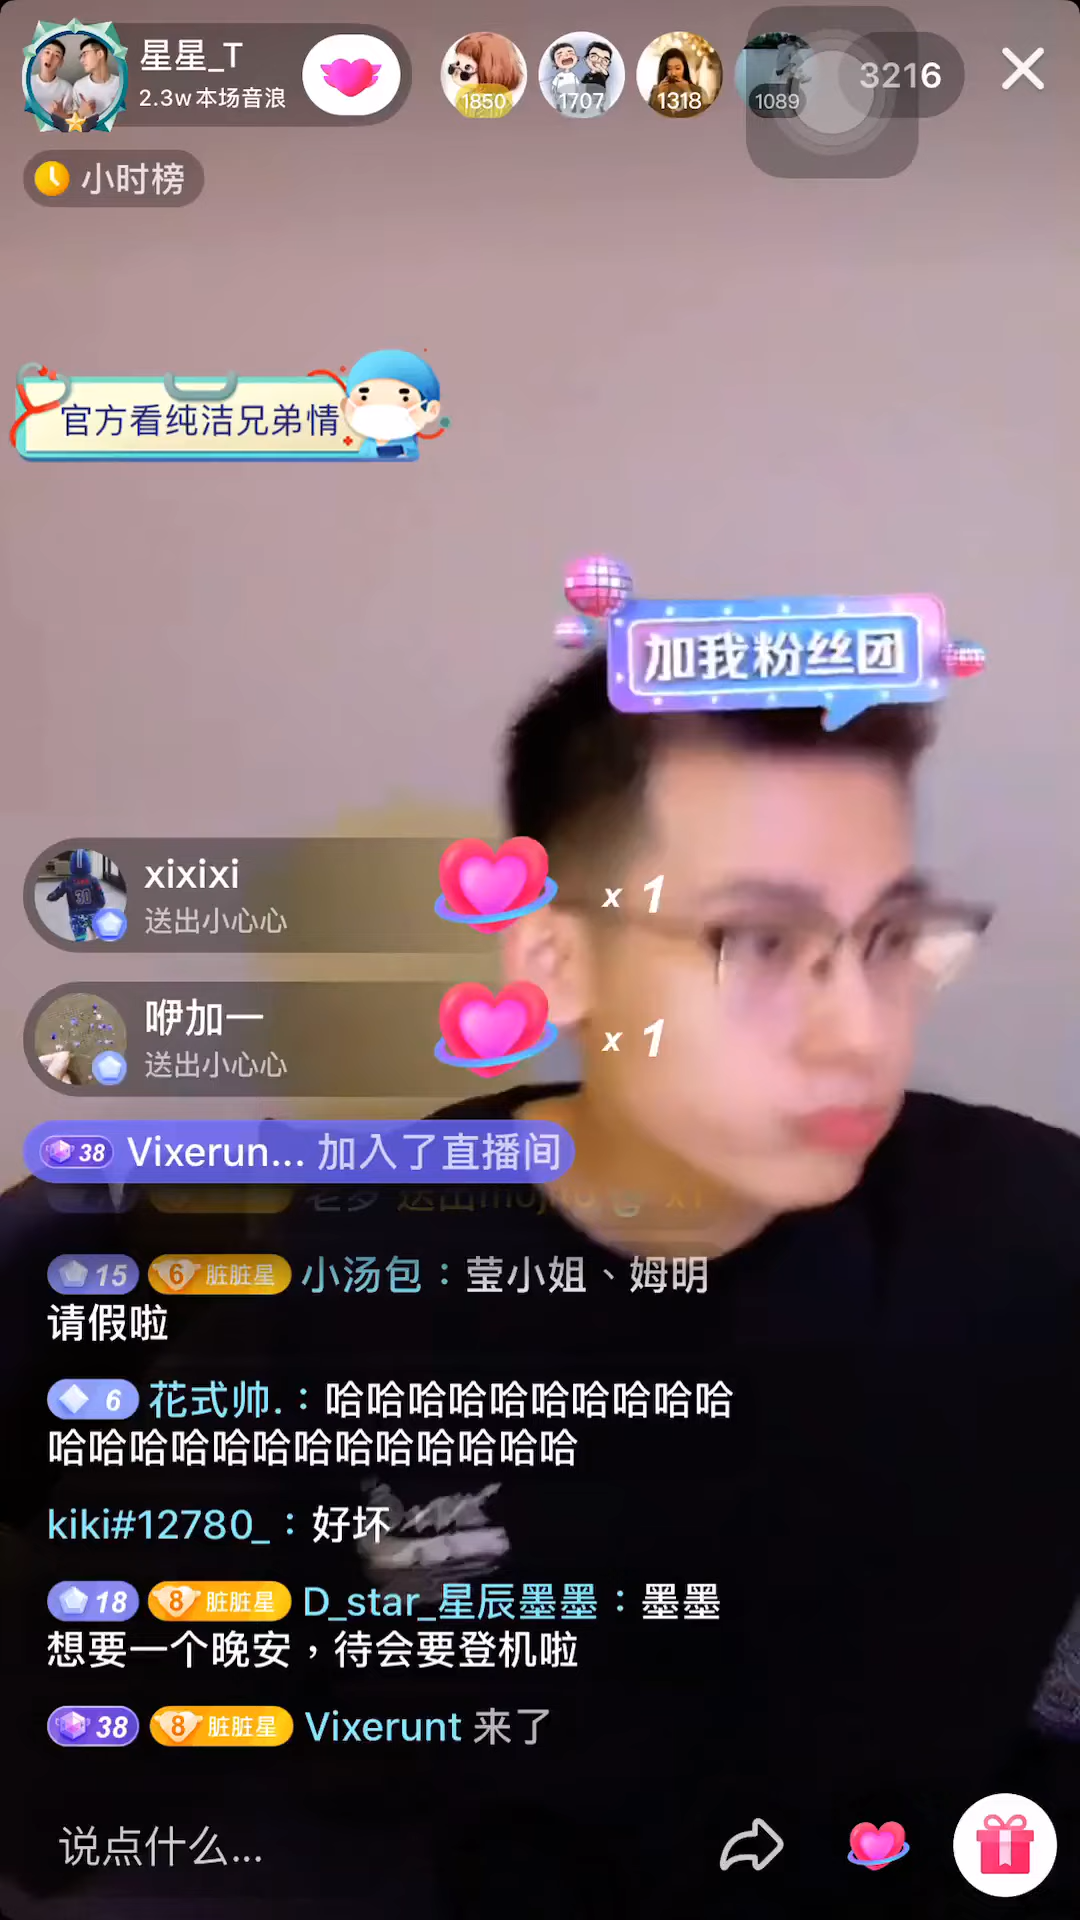 星星_T
2.3w本场音浪
1850
1707
1318
1089
3216
小时榜
官方看纯洁兄弟情
加我粉丝团
xixixi
送出小心心
x 1
咿加一
送出小心心
x 1
38 Vixerun... 加入了直播间
15 6 脏脏星 小汤包：莹小姐、姆明
请假啦
6 花式帅.：哈哈哈哈哈哈哈哈哈哈
哈哈哈哈哈哈哈哈哈哈哈哈哈
kiki#12780_：好坏
18 8 脏脏星 D_star_星辰墨墨：墨墨
想要一个晚安，待会要登机啦
38 8 脏脏星 Vixerunt 来了
说点什么...